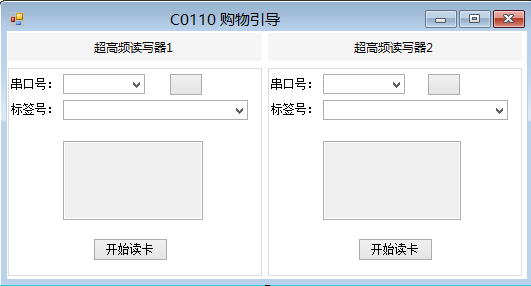 C0110 购物引导
超高频读写器1
超高频读写器2
串口号：
串口号：
标签号：
标签号：
开始读卡
开始读卡